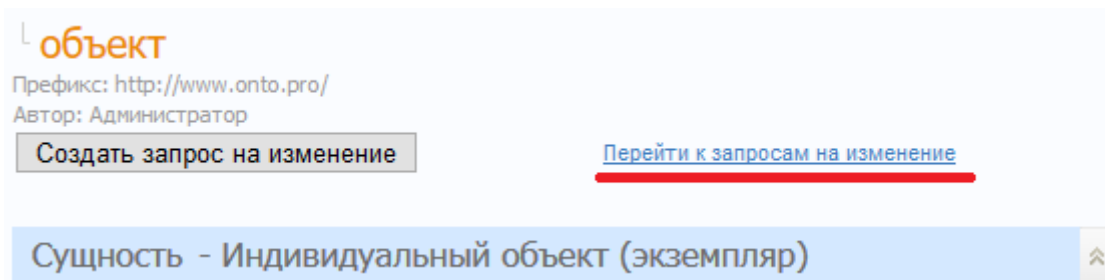 объект
Префикс: http://www.onto.pro/
Автор: Администратор
Создать запрос на изменение Перейти к запросам на изменение
Сущность - Индивидуальный объект (экземпляр)